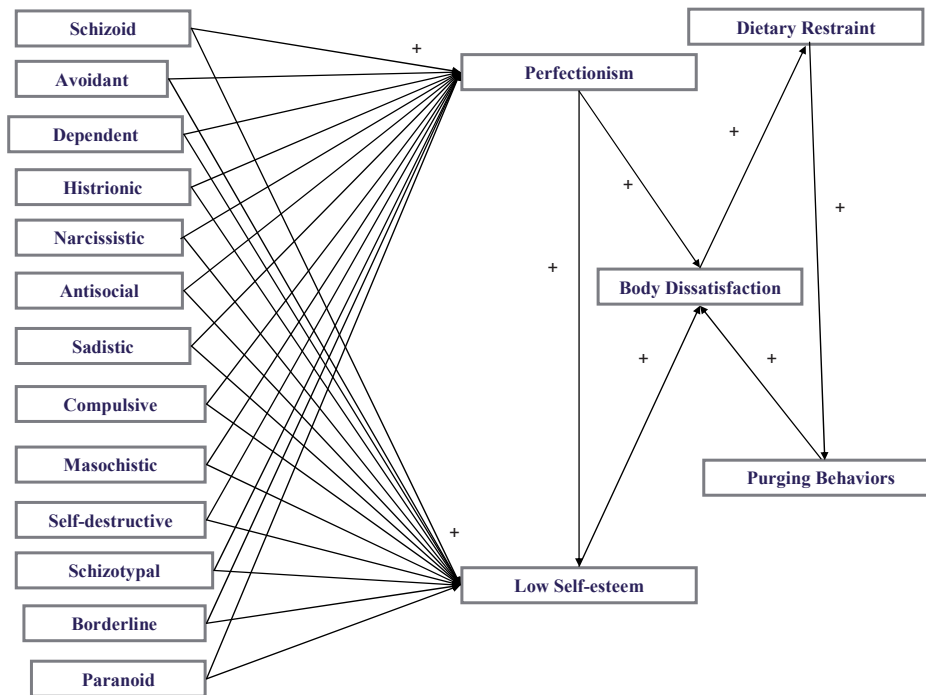 Schizoid
Avoidant
Dependent
Histrionic
Narcissistic
Antisocial
Sadistic
Compulsive
Masochistic
Self-destructive
Schizotypal
Borderline
Paranoid
+
+
Perfectionism
Low Self-esteem
+
+
+
Body Dissatisfaction
+
+
Dietary Restraint
+
Purging Behaviors